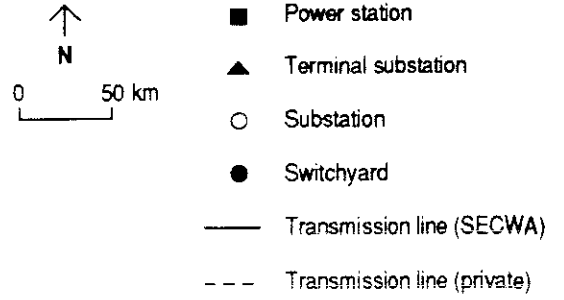 N
0 50 km
Power station
Terminal substation
Substation
Switchyard
Transmission line (SECWA)
Transmission line (private)